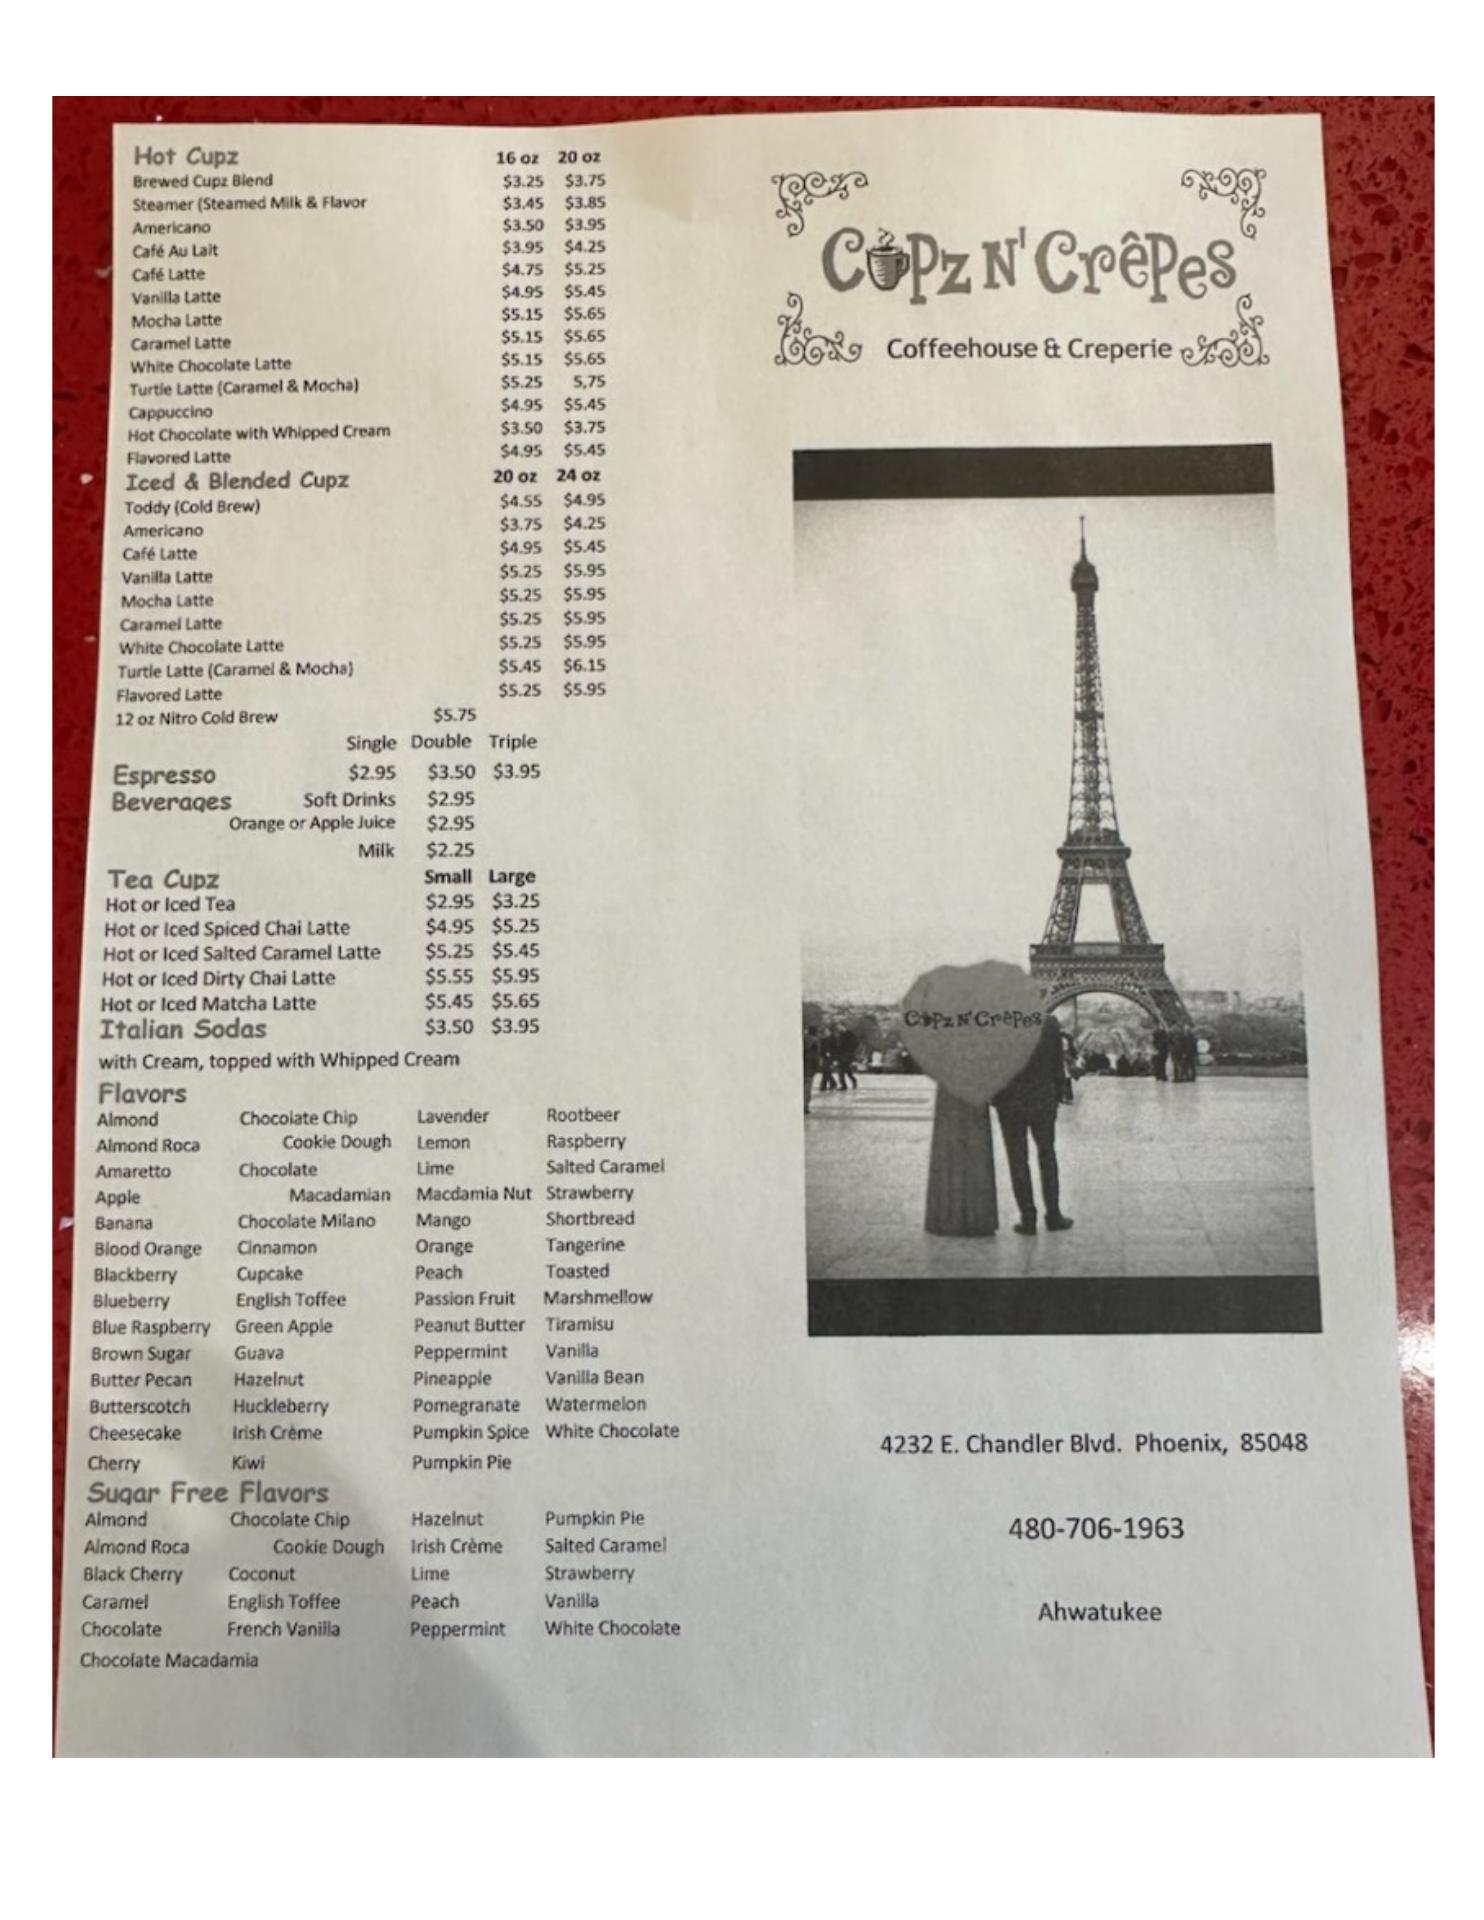 Hot Cupz 16 oz 20 oz
Brewed Cupz Blend $3.25 $3.75
Steamer (Steamed Milk & Flavor $3.45 $3.85
Americano $3.50 $3.95
Café Au Lait $3.95 $4.25
Café Latte $4.75 $5.25
Vanilla Latte $4.95 $5.45
Mocha Latte $5.15 $5.65
Caramel Latte $5.15 $5.65
White Chocolate Latte $5.15 $5.65
Turtle Latte (Caramel & Mocha) $5.25 5,75
Cappuccino $4.95 $5.45
Hot Chocolate with Whipped Cream $3.50 $3.75
Flavored Latte $4.95 $5.45
Iced & Blended Cupz 20 oz 24 oz
Toddy (Cold Brew) $4.55 $4.95
Americano $3.75 $4.25
Café Latte $4.95 $5.45
Vanilla Latte $5.25 $5.95
Mocha Latte $5.25 $5.95
Caramel Latte $5.25 $5.95
White Chocolate Latte $5.25 $5.95
Turtle Latte (Caramel & Mocha) $5.45 $6.15
Flavored Latte $5.25 $5.95
12 oz Nitro Cold Brew $5.75
Single Double Triple
Espresso $2.95 $3.50 $3.95
Beverages Soft Drinks $2.95
Orange or Apple Juice $2.95
Milk $2.25
Tea Cupz Small Large
Hot or Iced Tea $2.95 $3.25
Hot or Iced Spiced Chai Latte $4.95 $5.25
Hot or Iced Salted Caramel Latte $5.25 $5.45
Hot or Iced Dirty Chai Latte $5.55 $5.95
Hot or Iced Matcha Latte $5.45 $5.65
Italian Sodas $3.50 $3.95
with Cream, topped with Whipped Cream
Flavors
Almond Chocolate Chip Lavender Rootbeer
Almond Roca Cookie Dough Lemon Raspberry
Amaretto Chocolate Lime Salted Caramel
Apple Macadamian Macdamia Nut Strawberry
Banana Chocolate Milano Mango Shortbread
Blood Orange Cinnamon Orange Tangerine
Blackberry Cupcake Peach Toasted
Blueberry English Toffee Passion Fruit Marshmellow
Blue Raspberry Green Apple Peanut Butter Tiramisu
Brown Sugar Guava Peppermint Vanilla
Butter Pecan Hazelnut Pineapple Vanilla Bean
Butterscotch Huckleberry Pomegranate Watermelon
Cheesecake Irish Crème Pumpkin Spice White Chocolate
Cherry Kiwi Pumpkin Pie
Sugar Free Flavors
Almond Chocolate Chip Hazelnut Pumpkin Pie
Almond Roca Cookie Dough Irish Crème Salted Caramel
Black Cherry Coconut Lime Strawberry
Caramel English Toffee Peach Vanilla
Chocolate French Vanilla Peppermint White Chocolate
Chocolate Macadamia
Cupz N' Crêpes
Coffeehouse & Creperie
Cupz N' Crêpes
4232 E. Chandler Blvd. Phoenix, 85048
480-706-1963
Ahwatukee